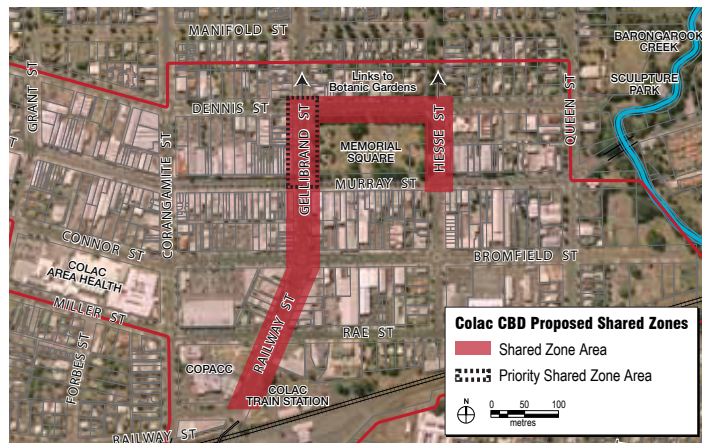 MANIFOLD ST
BARONGAROOK
CREEK
GRANT ST
Links to
Botanic Gardens
SCULPTURE
PARK
DENNIS ST
GELLIBRAND ST
HESSE ST
QUEEN ST
MEMORIAL
SQUARE
CORANGAMITE ST
MURRAY ST
CONNOR ST
BROMFIELD ST
COLAC
AREA HEALTH
MILLER ST
RAILWAY ST
RAE ST
FORBES ST
COPACC
COLAC
TRAIN STATION
RAILWAY ST
Colac CBD Proposed Shared Zones
Shared Zone Area
Priority Shared Zone Area
N
0 50 100
metres